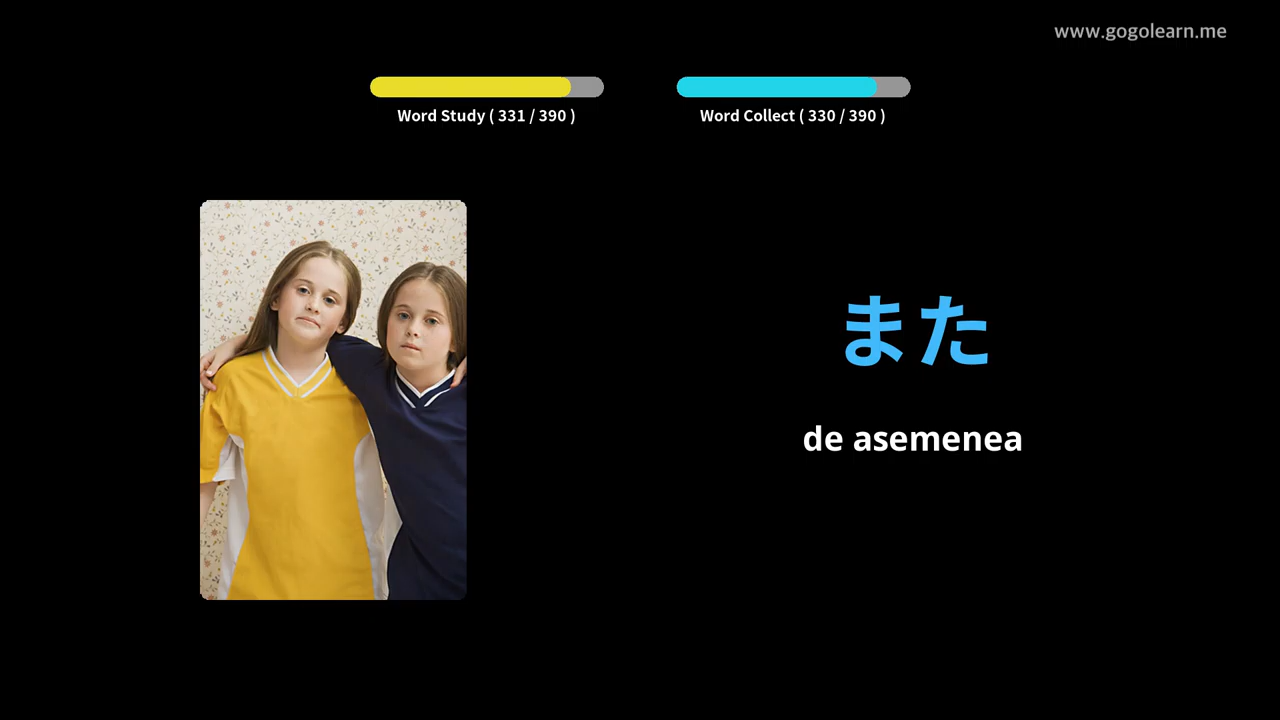 www.gogolearn.me
Word Study ( 331 / 390 )
Word Collect ( 330 / 390 )
また
de asemenea